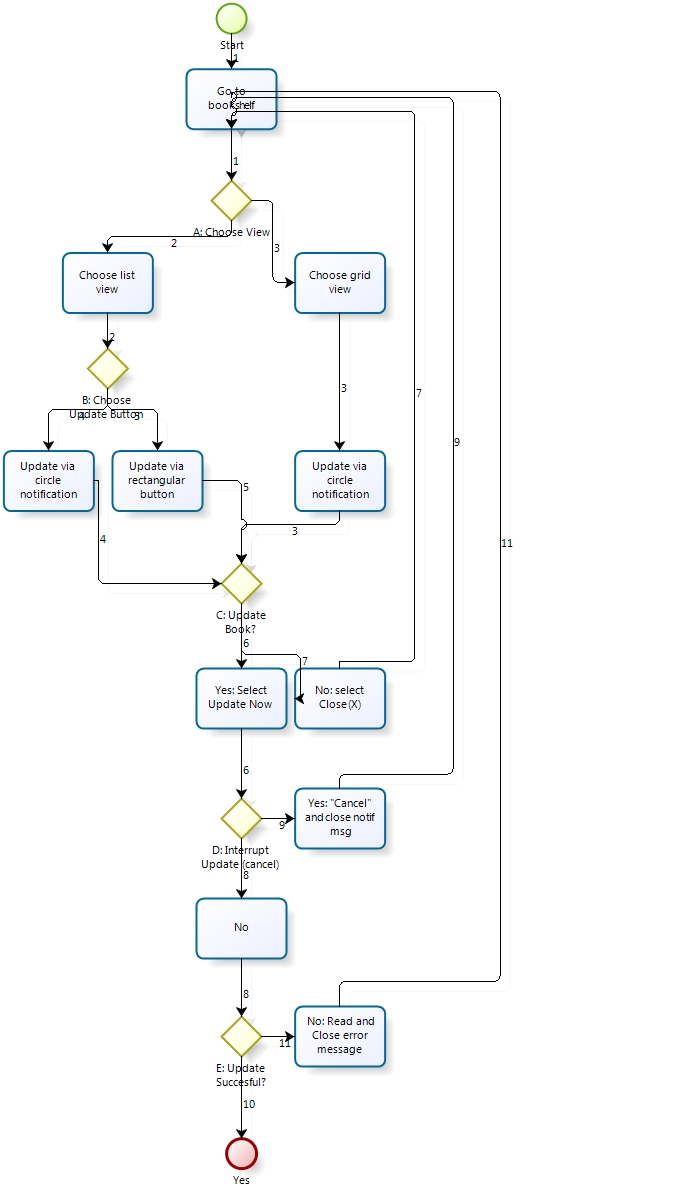 Start
1
Go to
bookshelf
1
A: Choose View
2
3
Choose list
view
Choose grid
view
2
3
7
B: Choose
Update Button
4
5
9
Update via
circle
notification
Update via
rectangular
button
Update via
circle
notification
5
3
4
11
C: Update
Book?
6
7
Yes: Select
Update Now
No: select
Close(X)
6
Yes: "Cancel"
and close notif
msg
9
D: Interrupt
Update (cancel)
8
No
8
No: Read and
Close error
message
11
E: Update
Succesful?
10
Yes